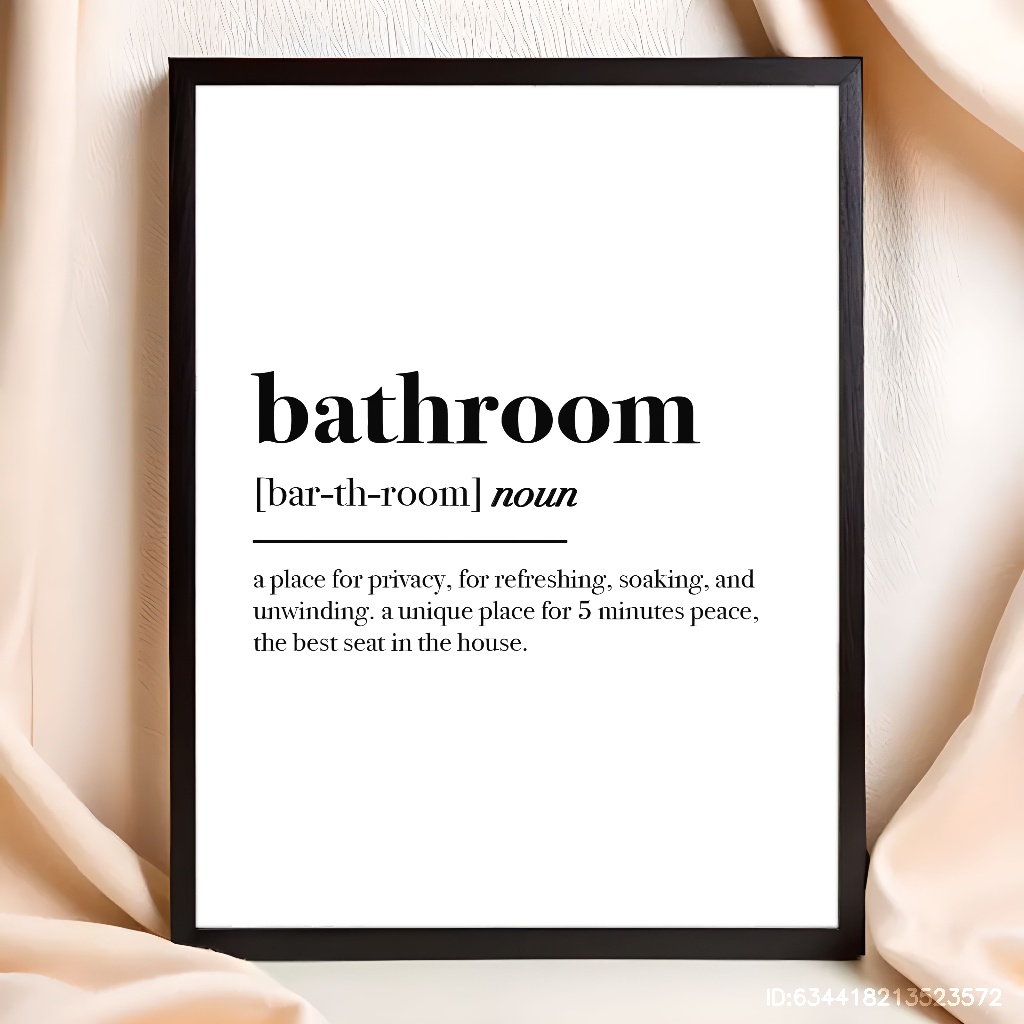 bathroom
[bar-th-room] noun
a place for privacy, for refreshing, soaking, and
unwinding. a unique place for 5 minutes peace,
the best seat in the house.
ID:634418213523572